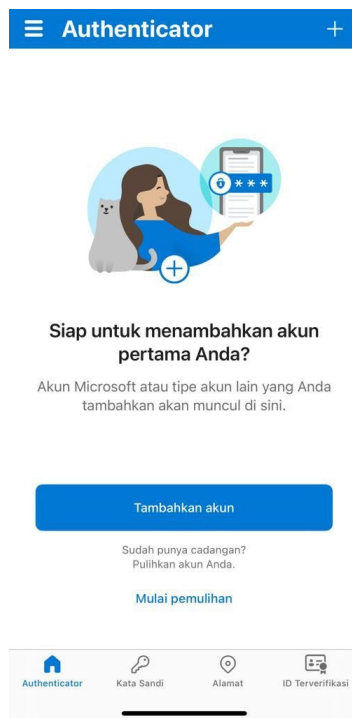 Authenticator
***
Siap untuk menambahkan akun
pertama Anda?
Akun Microsoft atau tipe akun lain yang Anda
tambahkan akan muncul di sini.
Tambahkan akun
Sudah punya cadangan?
Pulihkan akun Anda.
Mulai pemulihan
Authenticator Kata Sandi Alamat ID Terverifikasi